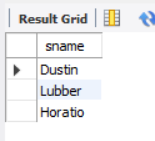 Result Grid
sname
Dustin
Lubber
Horatio